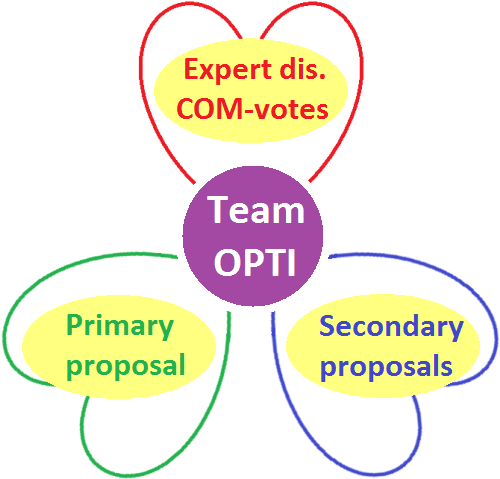 Expert dis.
COM-votes
Team
OPTI
Primary
proposal
Secondary
proposals